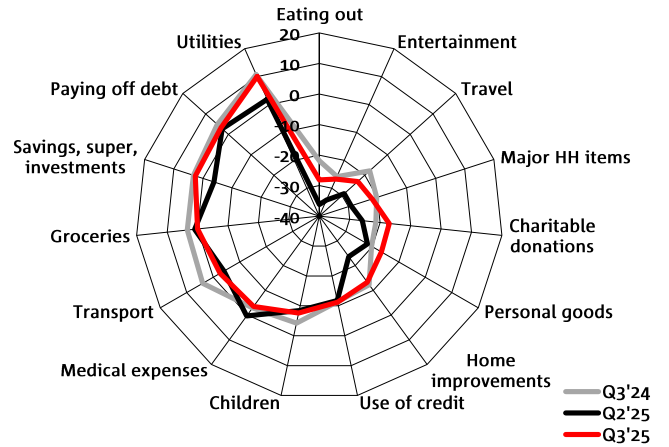 Eating out
20
Utilities
Entertainment
10
Paying off debt
Travel
0
-10
Savings, super,
investments
-20
Major HH items
-30
-40
Groceries
Charitable
donations
Transport
Personal goods
Medical expenses
Home
improvements
Children
Use of credit
Q3'24
Q2'25
Q3'25